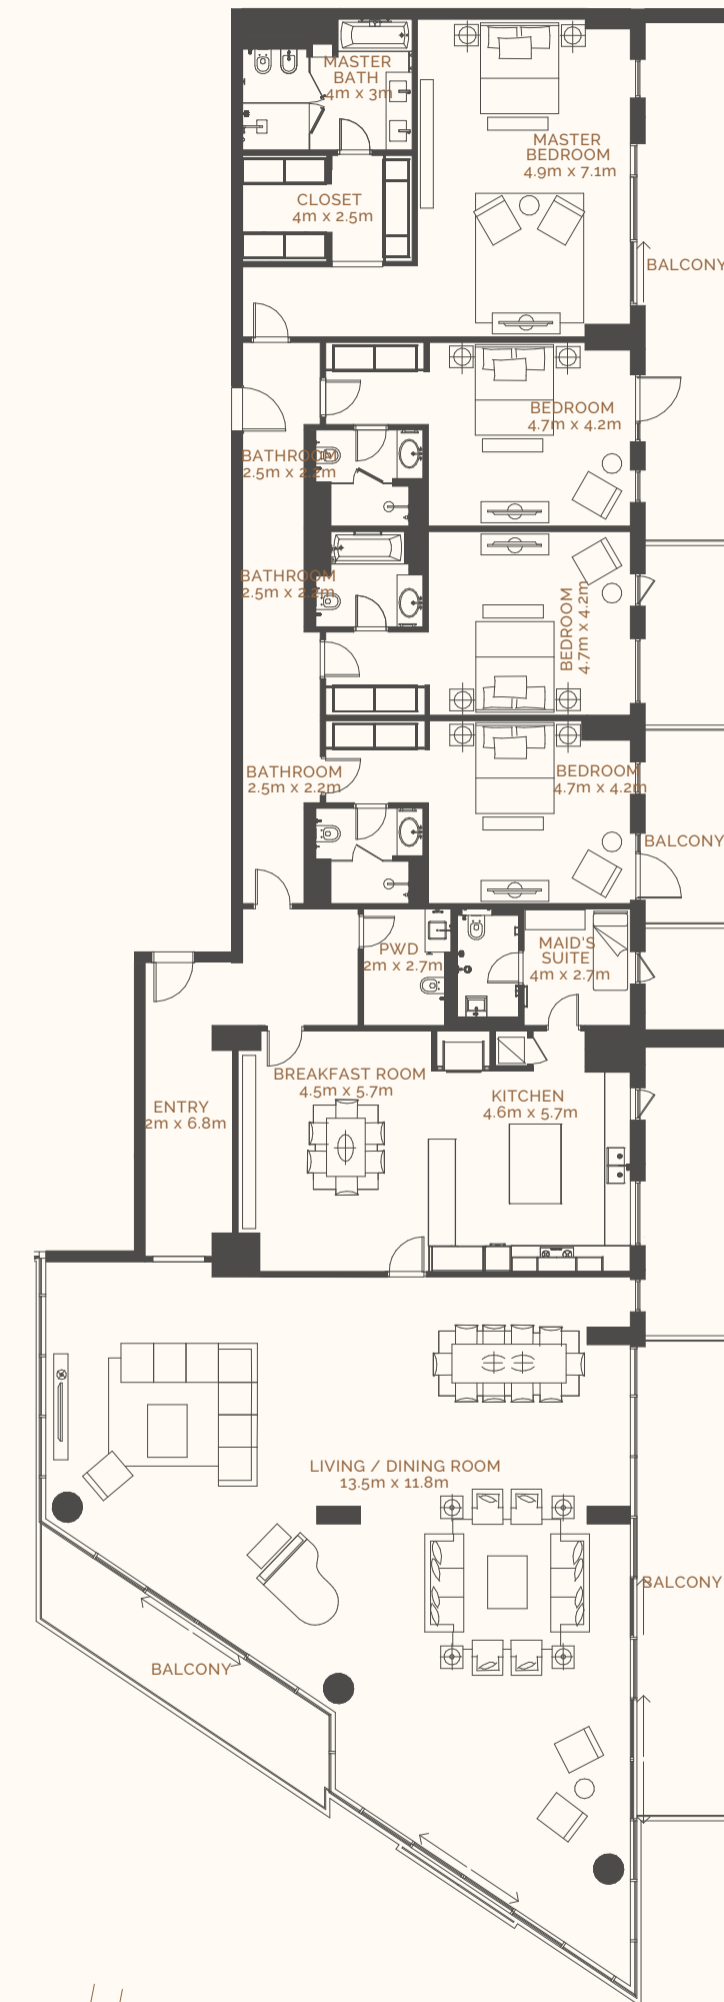 MASTER
BATH
4m x 3m
MASTER
BEDROOM
4.9m x 7.1m
CLOSET
4m x 2.5m
BALCONY
BEDROOM
4.7m x 4.2m
BATHROOM
2.5m x 2.2m
BATHROOM
2.5m x 2.2m
BEDROOM
4.7m x 4.2m
BATHROOM
2.5m x 2.2m
BEDROOM
4.7m x 4.2m
BALCONY
PWD
2m x 2.7m
MAID'S
SUITE
4m x 2.7m
BREAKFAST ROOM
4.5m x 5.7m
KITCHEN
4.6m x 5.7m
ENTRY
2m x 6.8m
LIVING / DINING ROOM
13.5m x 11.8m
BALCONY
BALCONY